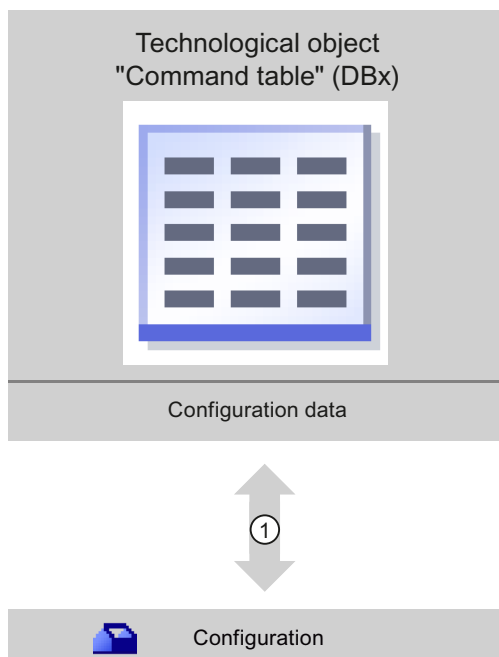 Technological object
"Command table" (DBx)
Configuration data
1
Configuration